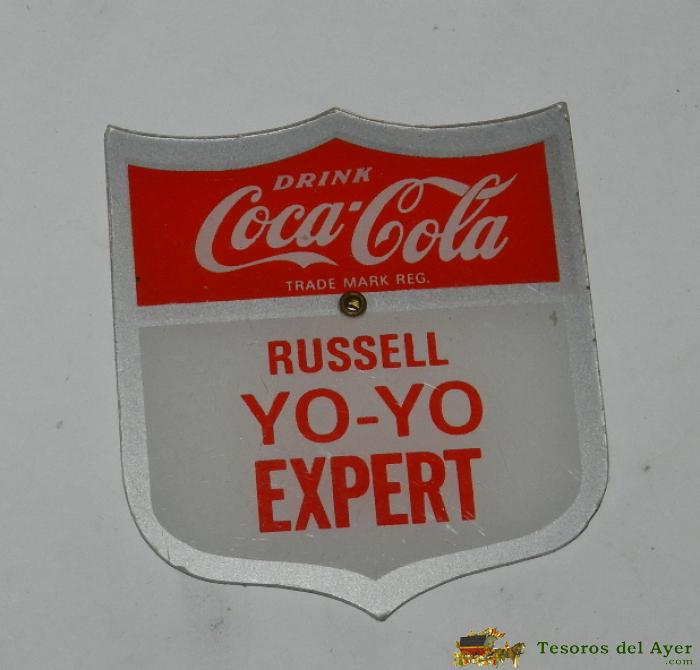 DRINK
Coca-Cola
TRADE MARK REG.
RUSSELL
YO-YO
EXPERT
Tesoros del Ayer
.com